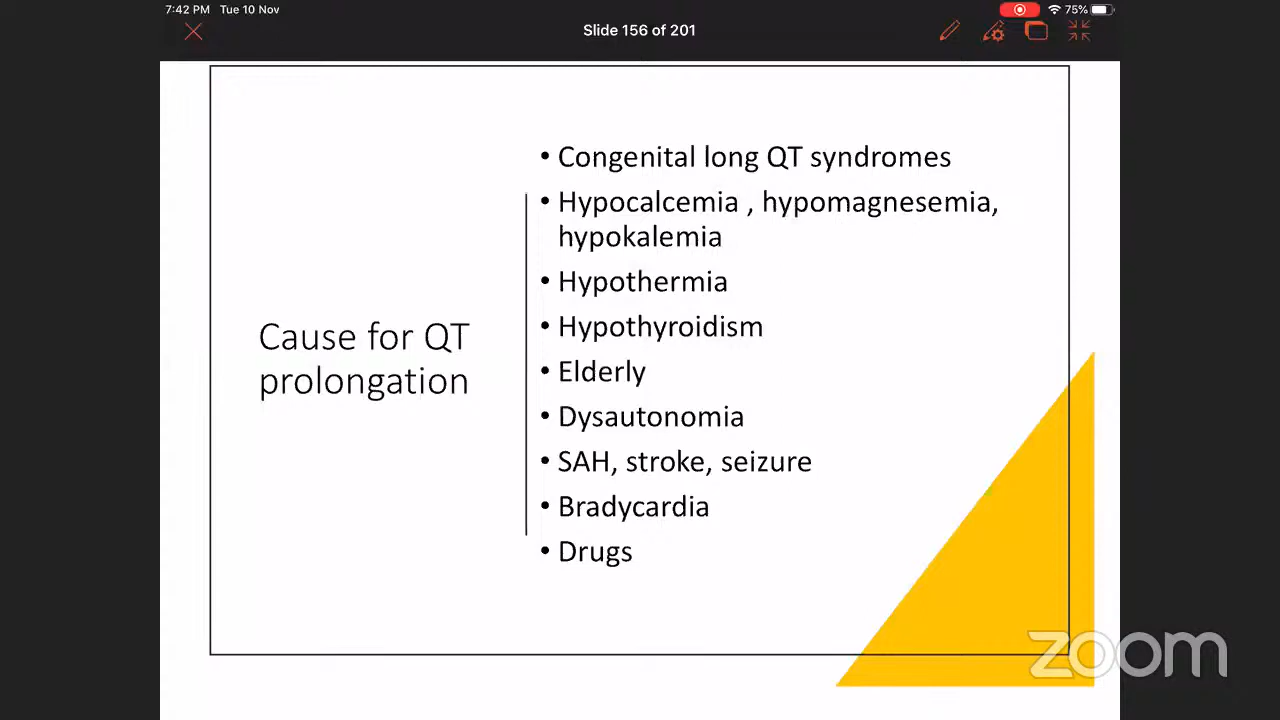 7:42 PM Tue 10 Nov
75%
Slide 156 of 201
Cause for QT
prolongation
• Congenital long QT syndromes
• Hypocalcemia , hypomagnesemia,
hypokalemia
• Hypothermia
• Hypothyroidism
• Elderly
• Dysautonomia
• SAH, stroke, seizure
• Bradycardia
• Drugs
zoom